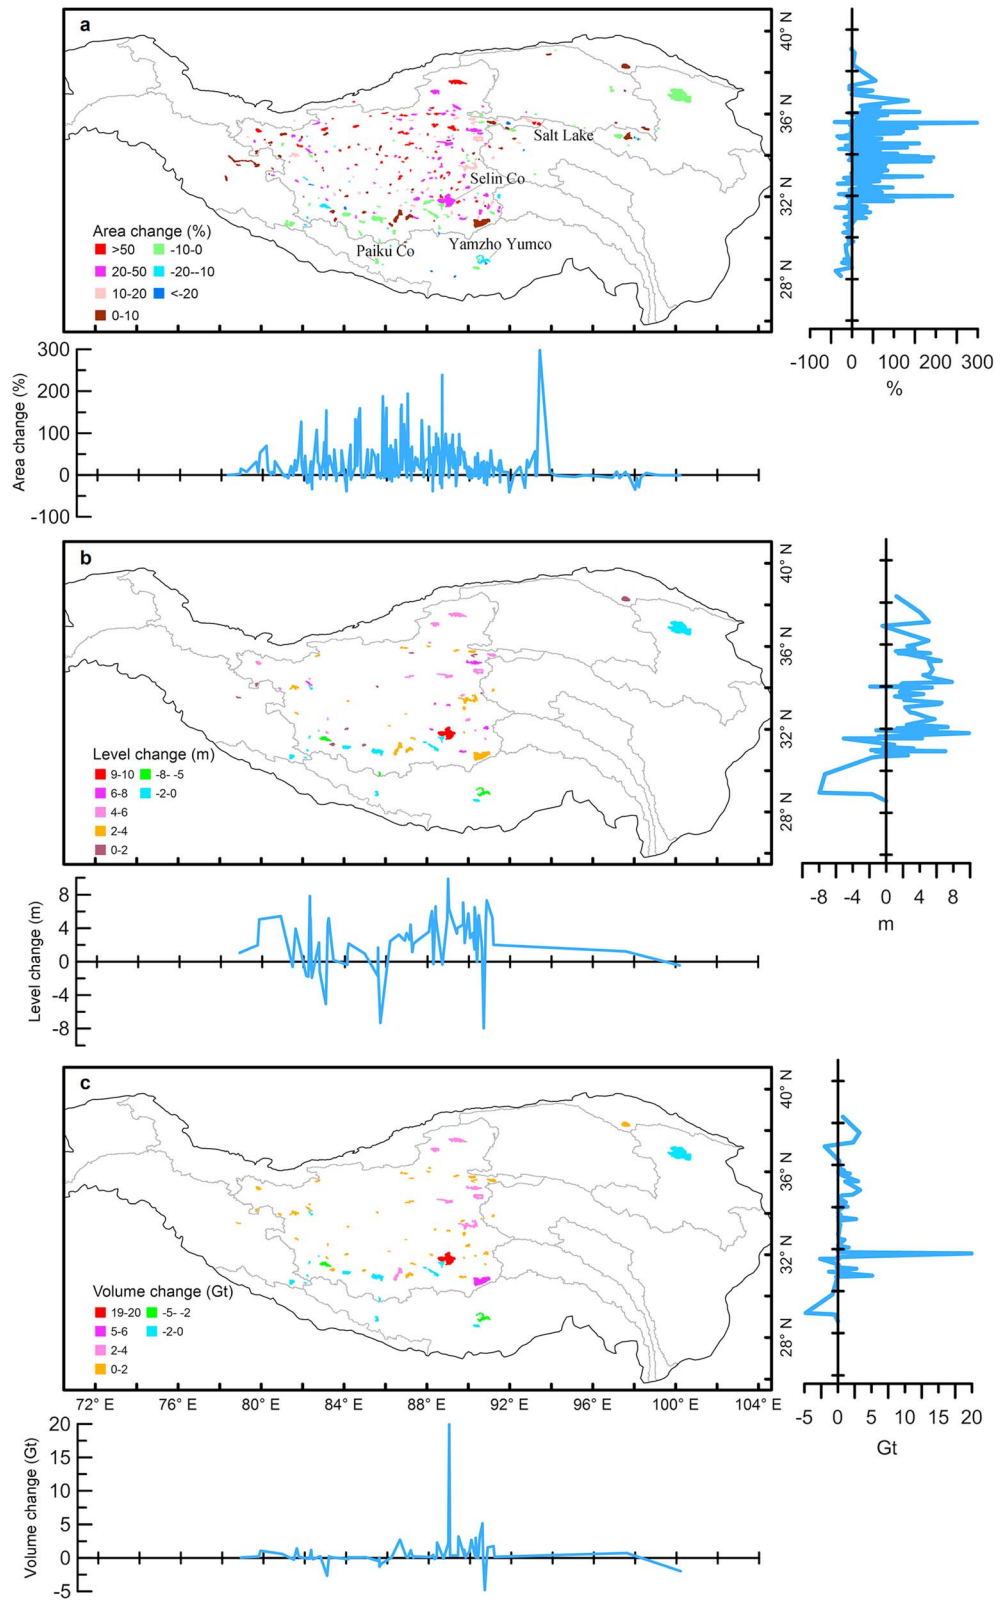 a
40° N
36° N
32° N
28° N
Salt Lake
Selin Co
Yamzho Yumco
Paiku Co
Area change (%)
>50 -10-0
20-50 -20--10
10-20 <-20
0-10
-100 0 100 200 300
%
Area change (%)
300
200
100
0
-100
b
40° N
36° N
32° N
28° N
Level change (m)
9-10 -8- -5
6-8 -2-0
4-6
2-4
0-2
-8 -4 0 4 8
m
Level change (m)
8
4
0
-4
-8
c
40° N
36° N
32° N
28° N
Volume change (Gt)
19-20 -5- -2
5-6 -2-0
2-4
0-2
72° E 76° E 80° E 84° E 88° E 92° E 96° E 100° E 104° E
-5 0 5 10 15 20
Gt
Volume change (Gt)
20
15
10
5
0
-5